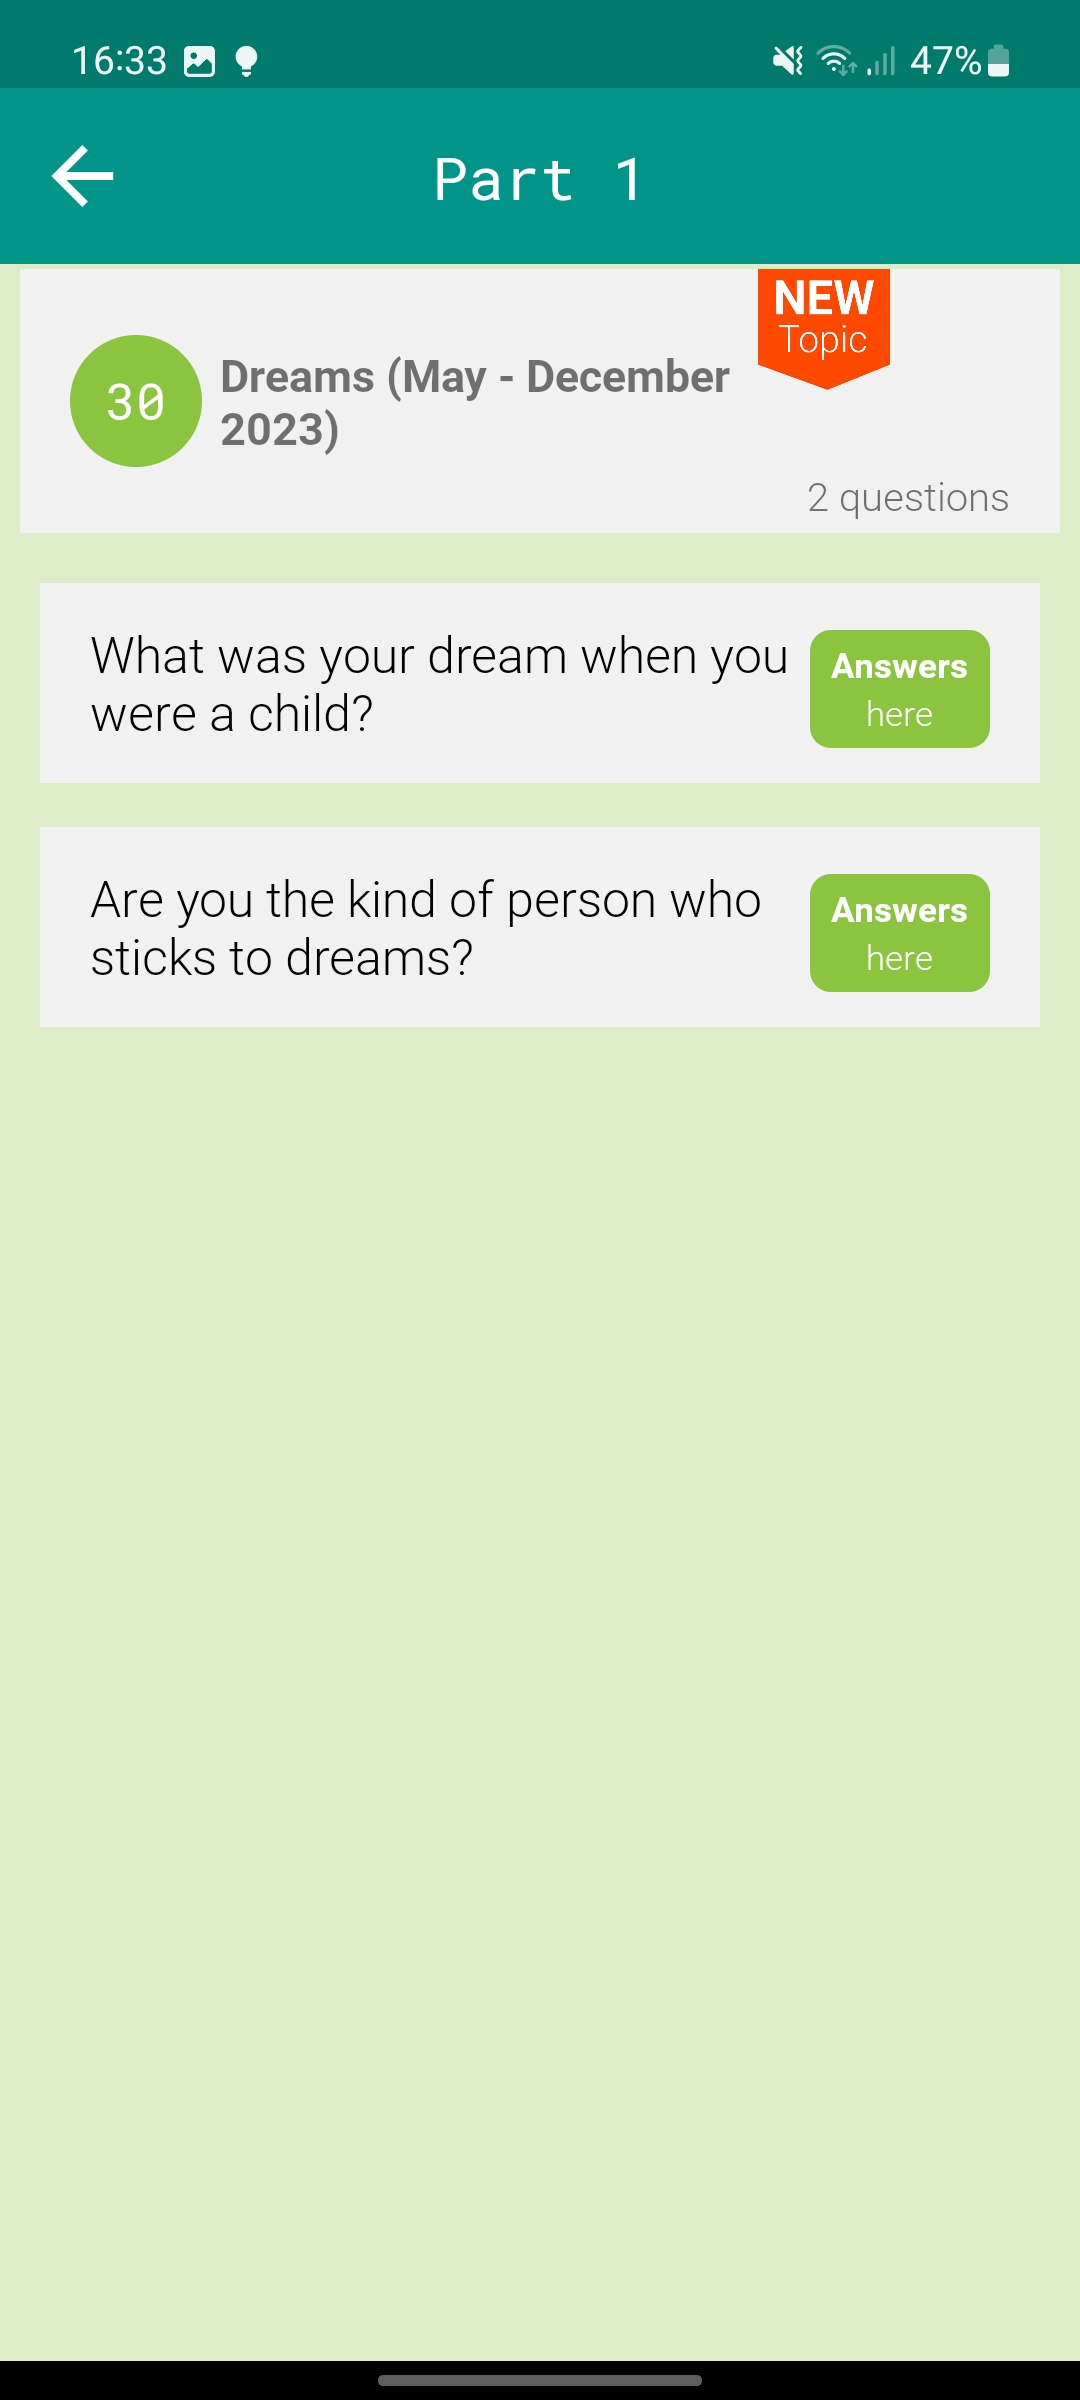 16:33
47%
Part 1
NEW
Topic
30
Dreams (May - December
2023)
2 questions
What was your dream when you
were a child?
Answers
here
Are you the kind of person who
sticks to dreams?
Answers
here